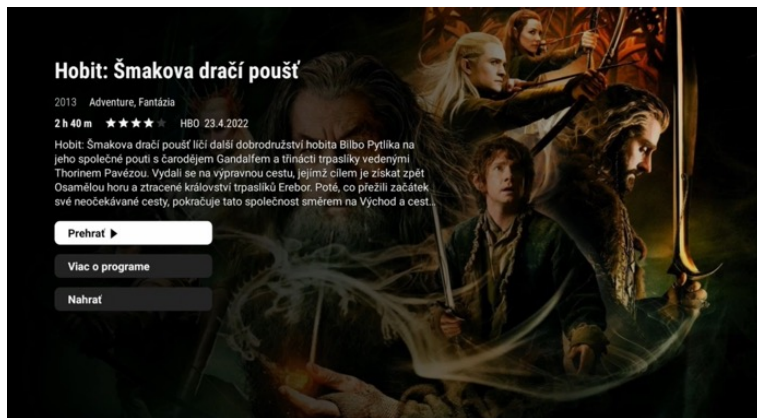 Hobit: Šmakova dračí poušť
2013 Adventure, Fantázia
2 h 40 m HBO 23.4.2022
Hobit: Šmakova dračí poušť líčí další dobrodružství hobita Bilbo Pytlíka na
jeho společné pouti s čarodějem Gandalfem a třinácti trpaslíky vedenými
Thorinem Pavézou. Vydali se na výpravnou cestu, jejímž cílem je získat zpět
Osamělou horu a ztracené království trpaslíků Erebor. Poté, co přežili začátek
své neočekávané cesty, pokračuje tato společnost směrem na Východ a cest...
Prehrať
Viac o programe
Nahrať